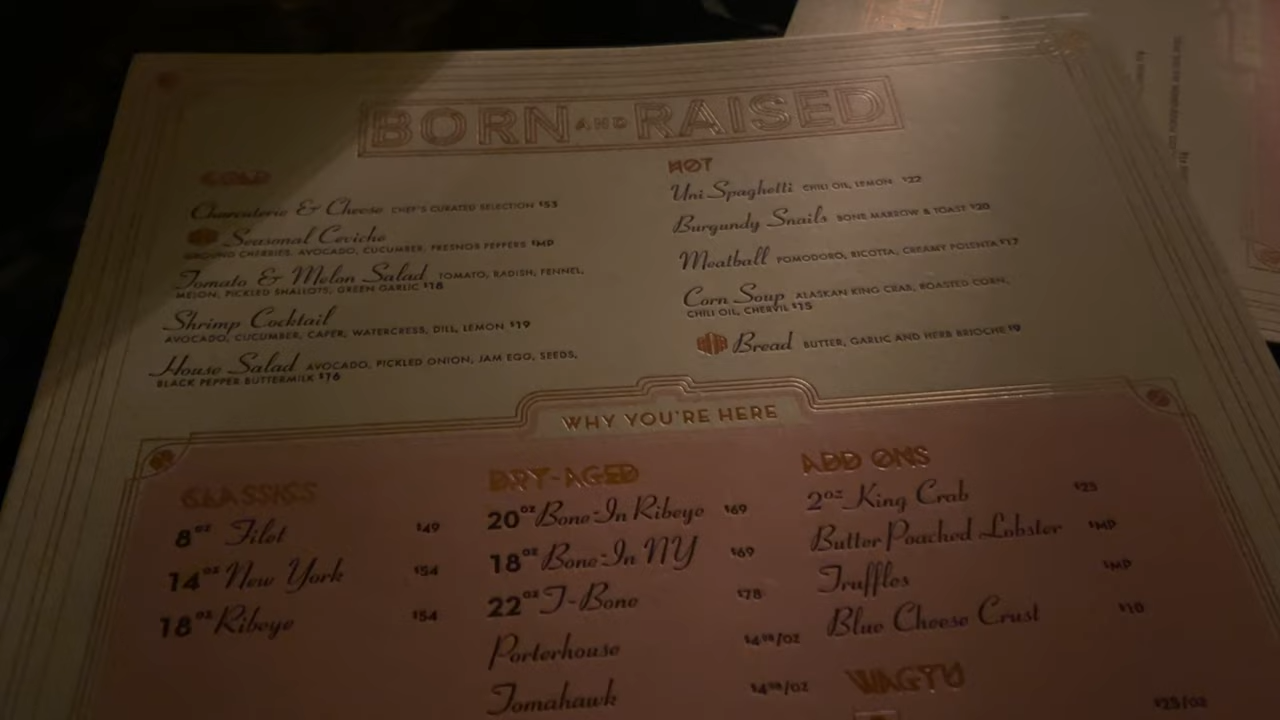 BORN AND RAISED
COLD
Charcuterie & Cheese CHEF'S CURATED SELECTION $53
Seasonal Ceviche
GROUND CHERRIES, AVOCADO, CUCUMBER, FRESNOS PEPPERS $MP
Tomato & Melon Salad TOMATO, RADISH, FENNEL,
MELON, PICKLED SHALLOTS, GREEN GARLIC $18
Shrimp Cocktail
AVOCADO, CUCUMBER, CAPER, WATERCRESS, DILL, LEMON $19
House Salad AVOCADO, PICKLED ONION, JAM EGG, SEEDS,
BLACK PEPPER BUTTERMILK $16
HOT
Uni Spaghetti CHILI OIL, LEMON $22
Burgundy Snails BONE MARROW & TOAST $20
Meatball POMODORO, RICOTTA, CREAMY POLENTA $17
Corn Soup ALASKAN KING CRAB, ROASTED CORN,
CHILI OIL, CHERVIL $15
Bread BUTTER, GARLIC AND HERB BRIOCHE $9
WHY YOU'RE HERE
CLASSICS
8oz Filet $49
14oz New York $54
18oz Ribeye $54
DRY-AGED
20oz Bone-In Ribeye $69
18oz Bone-In NY $69
22oz T-Bone $78
Porterhouse
Tomahawk
ADD ONS
2oz King Crab $25
Butter Poached Lobster $MP
Truffles $MP
Blue Cheese Crust $10
WAGYU
$25/OZ